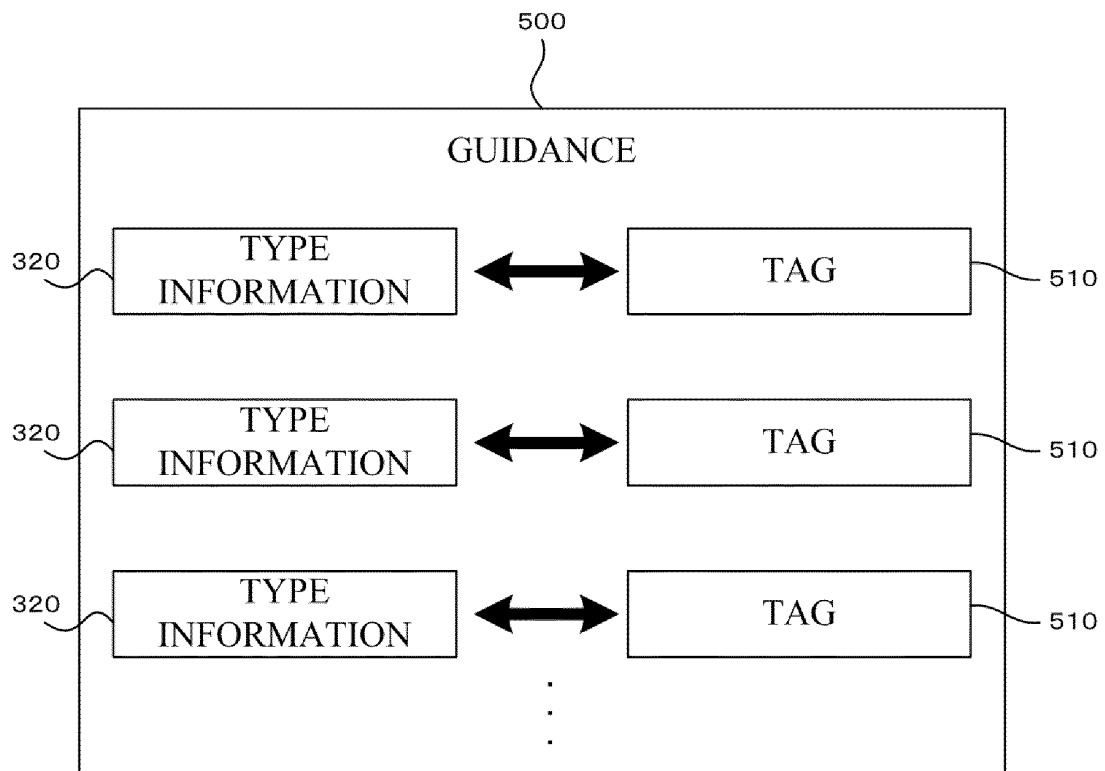 500
GUIDANCE
320
TYPE
INFORMATION
TAG
510
320
TYPE
INFORMATION
TAG
510
320
TYPE
INFORMATION
TAG
510